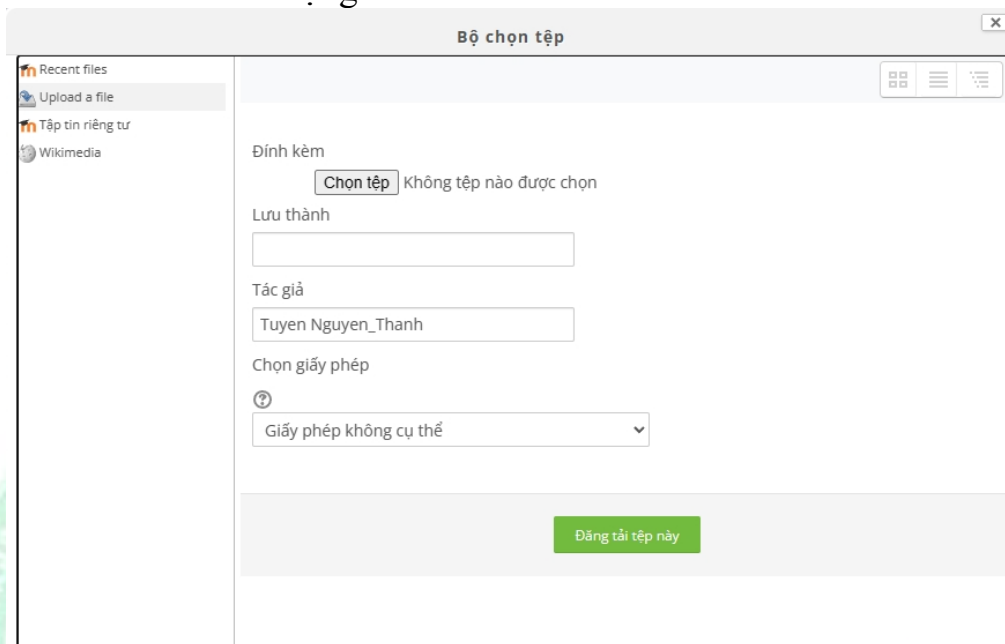 Bộ chọn tệp
Recent files
Upload a file
Tập tin riêng tư
Wikimedia
Đính kèm
Chọn tệp Không tệp nào được chọn
Lưu thành
Tác giả
Tuyen Nguyen_Thanh
Chọn giấy phép
Giấy phép không cụ thể
Đăng tải tệp này